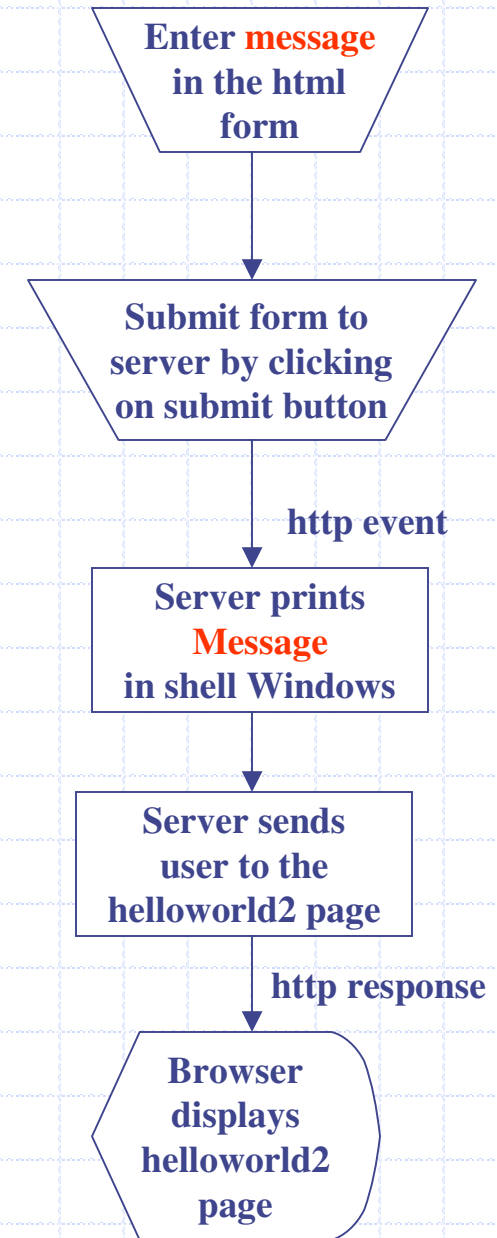 Enter message
in the html
form
Submit form to
server by clicking
on submit button
http event
Server prints
Message
in shell Windows
Server sends
user to the
helloworld2 page
http response
Browser
displays
helloworld2
page